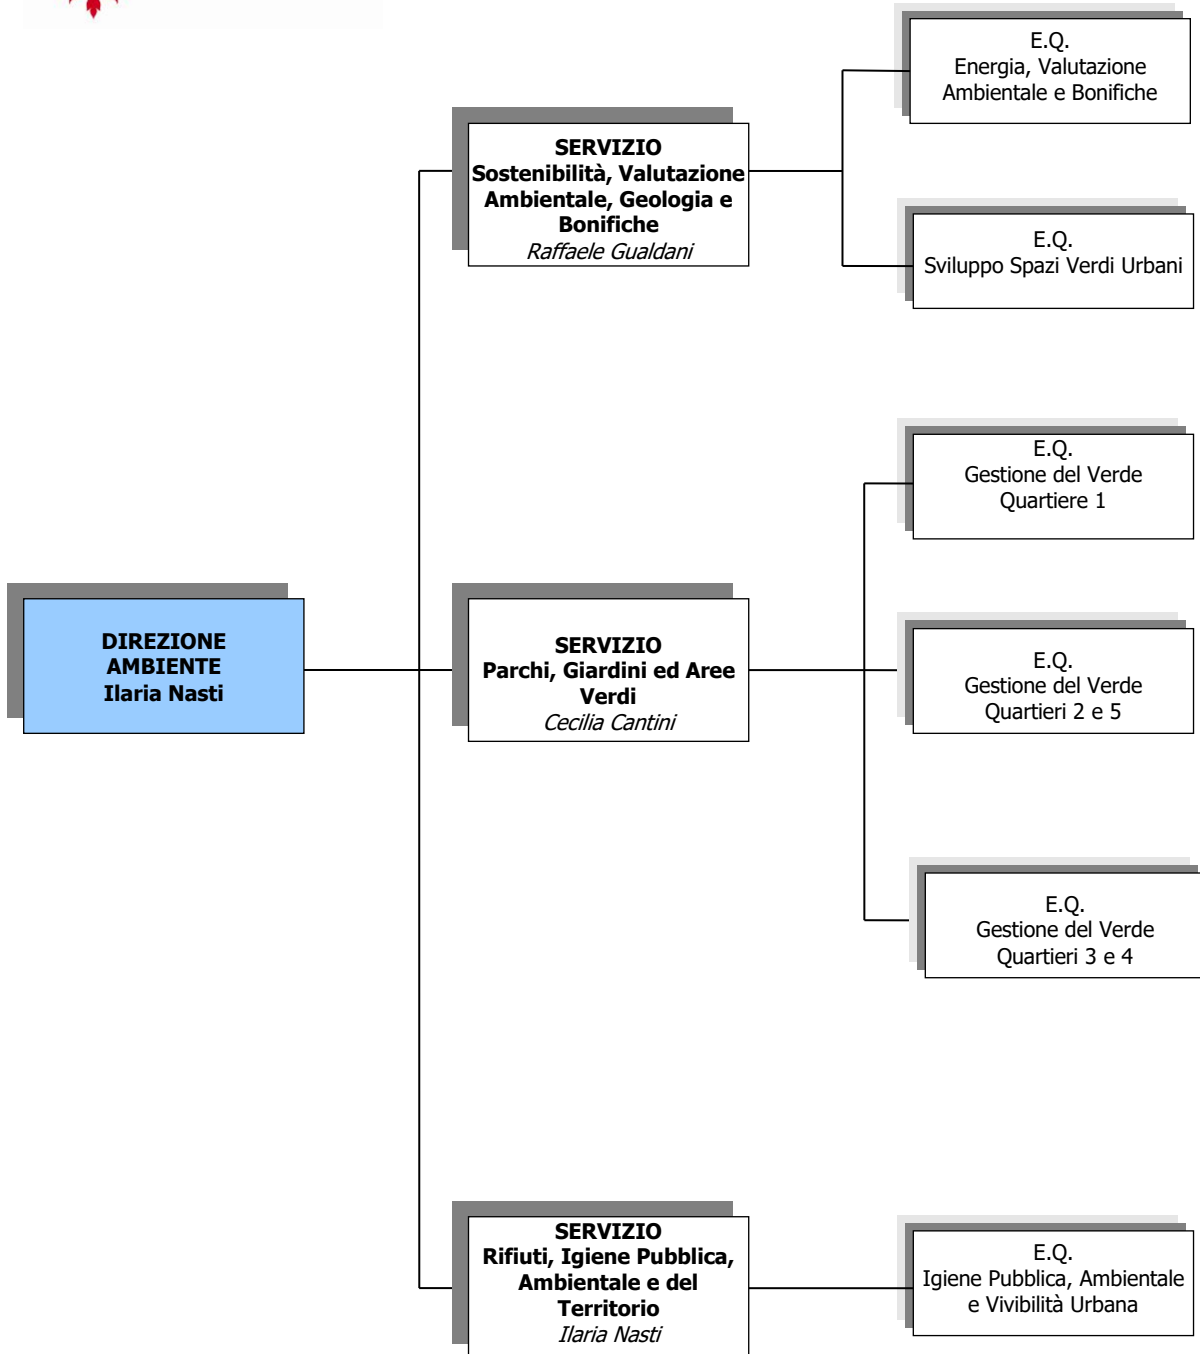 E.Q.
Energia, Valutazione
Ambientale e Bonifiche
SERVIZIO
Sostenibilità, Valutazione
Ambientale, Geologia e
Bonifiche
Raffaele Gualdani
E.Q.
Sviluppo Spazi Verdi Urbani
E.Q.
Gestione del Verde
Quartiere 1
DIREZIONE
AMBIENTE
Ilaria Nasti
SERVIZIO
Parchi, Giardini ed Aree
Verdi
Cecilia Cantini
E.Q.
Gestione del Verde
Quartieri 2 e 5
E.Q.
Gestione del Verde
Quartieri 3 e 4
SERVIZIO
Rifiuti, Igiene Pubblica,
Ambientale e del
Territorio
Ilaria Nasti
E.Q.
Igiene Pubblica, Ambientale
e Vivibilità Urbana